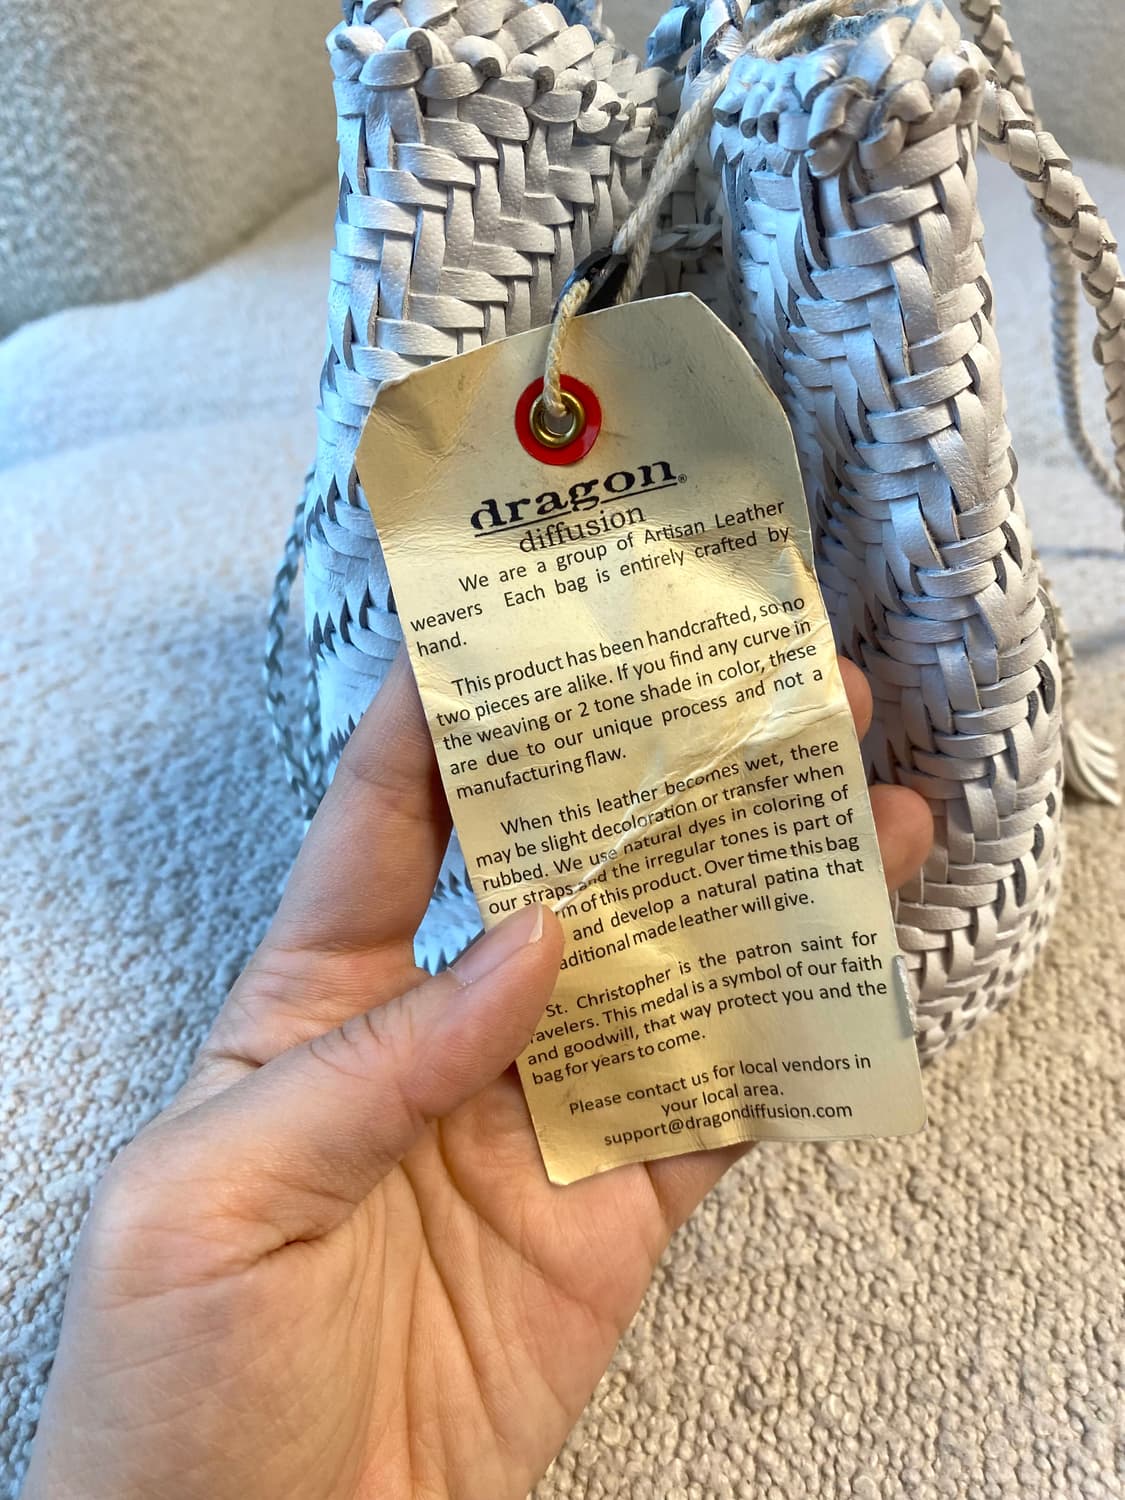 dragon®
diffusion
We are a group of Artisan Leather
weavers Each bag is entirely crafted by
hand.
This product has been handcrafted, so no
two pieces are alike. If you find any curve in
the weaving or 2 tone shade in color, these
are due to our unique process and not a
manufacturing flaw.
When this leather becomes wet, there
may be slight decoloration or transfer when
rubbed. We use natural dyes in coloring of
our straps and the irregular tones is part of
of this product. Over time this bag
and develop a natural patina that
made leather will give.
St. Christopher is the patron saint for
This medal is a symbol of our faith
and goodwill, that way protect you and the
bag for years to come.
Please contact us for local vendors in
your local area.
support@dragondiffusion.com